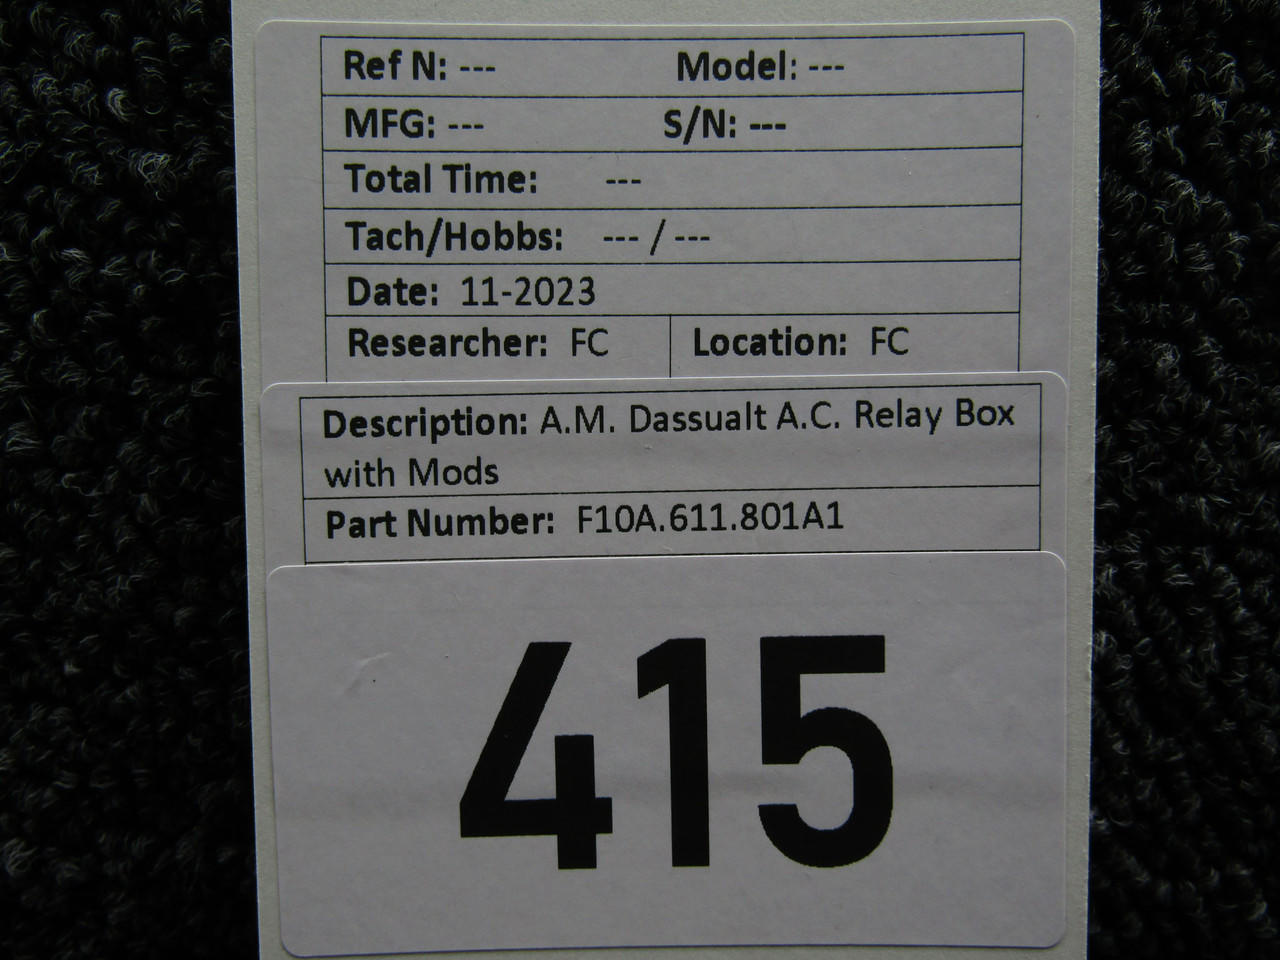 Ref N: --- Model: ---
MFG: --- S/N: ---
Total Time: ---
Tach/Hobbs: --- / ---
Date: 11-2023
Researcher: FC Location: FC
Description: A.M. Dassualt A.C. Relay Box
with Mods
Part Number: F10A.611.801A1
415